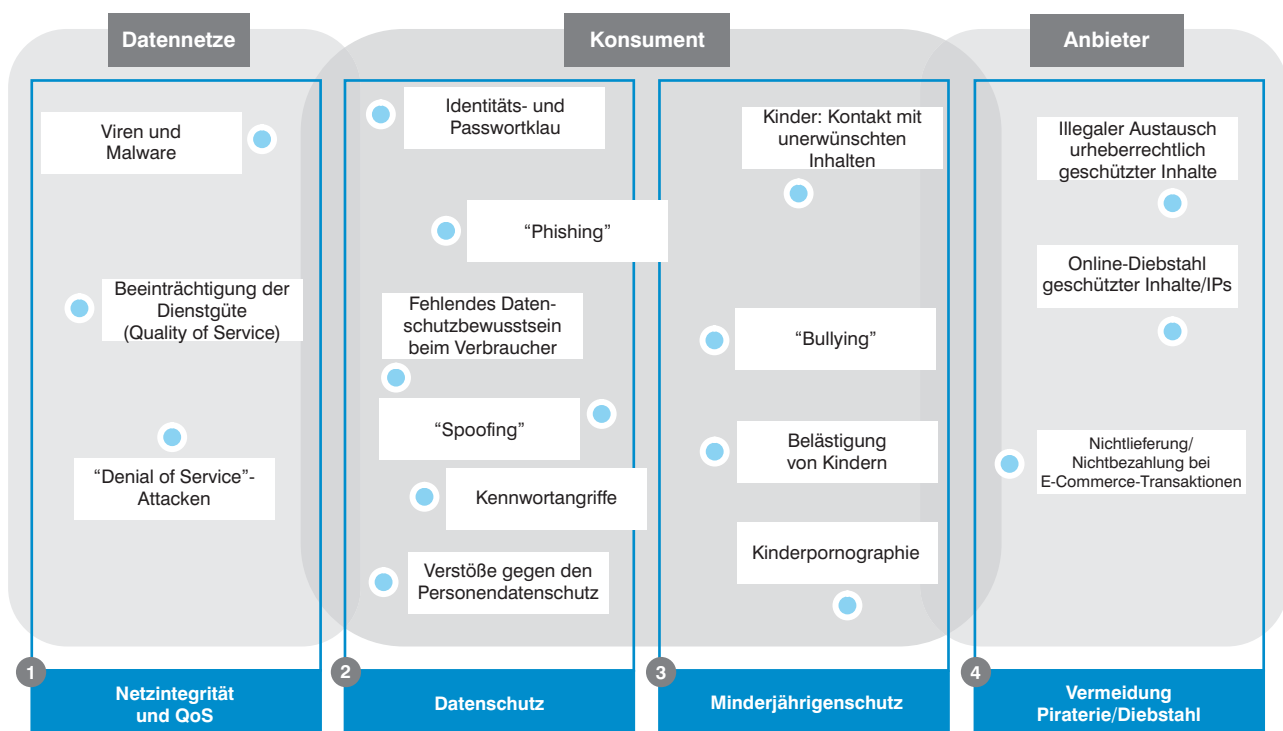 Datennetze
Konsument
Anbieter
Viren und
Malware
Beeinträchtigung der
Dienstgüte
(Quality of Service)
“Denial of Service”-
Attacken
Identitäts- und
Passwortklau
“Phishing”
Fehlendes Daten-
schutzbewusstsein
beim Verbraucher
“Spoofing”
Kennwortangriffe
Verstöße gegen den
Personendatenschutz
Kinder: Kontakt mit
unerwünschten
Inhalten
“Bullying”
Belästigung
von Kindern
Kinderpornographie
Illegaler Austausch
urheberrechtlich
geschützter Inhalte
Online-Diebstahl
geschützter Inhalte/IPs
Nichtlieferung/
Nichtbezahlung bei
E-Commerce-Transaktionen
1
Netzintegrität
und QoS
2
Datenschutz
3
Minderjährigenschutz
4
Vermeidung
Piraterie/Diebstahl